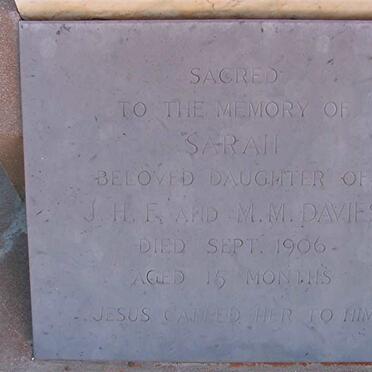 SACRED
TO THE MEMORY OF
SARAH
BELOVED DAUGHTER OF
J. H. F. AND M. M. DAVIES
DIED SEPT. 1906
AGED 15 MONTHS
JESUS CALLED HER TO HIM